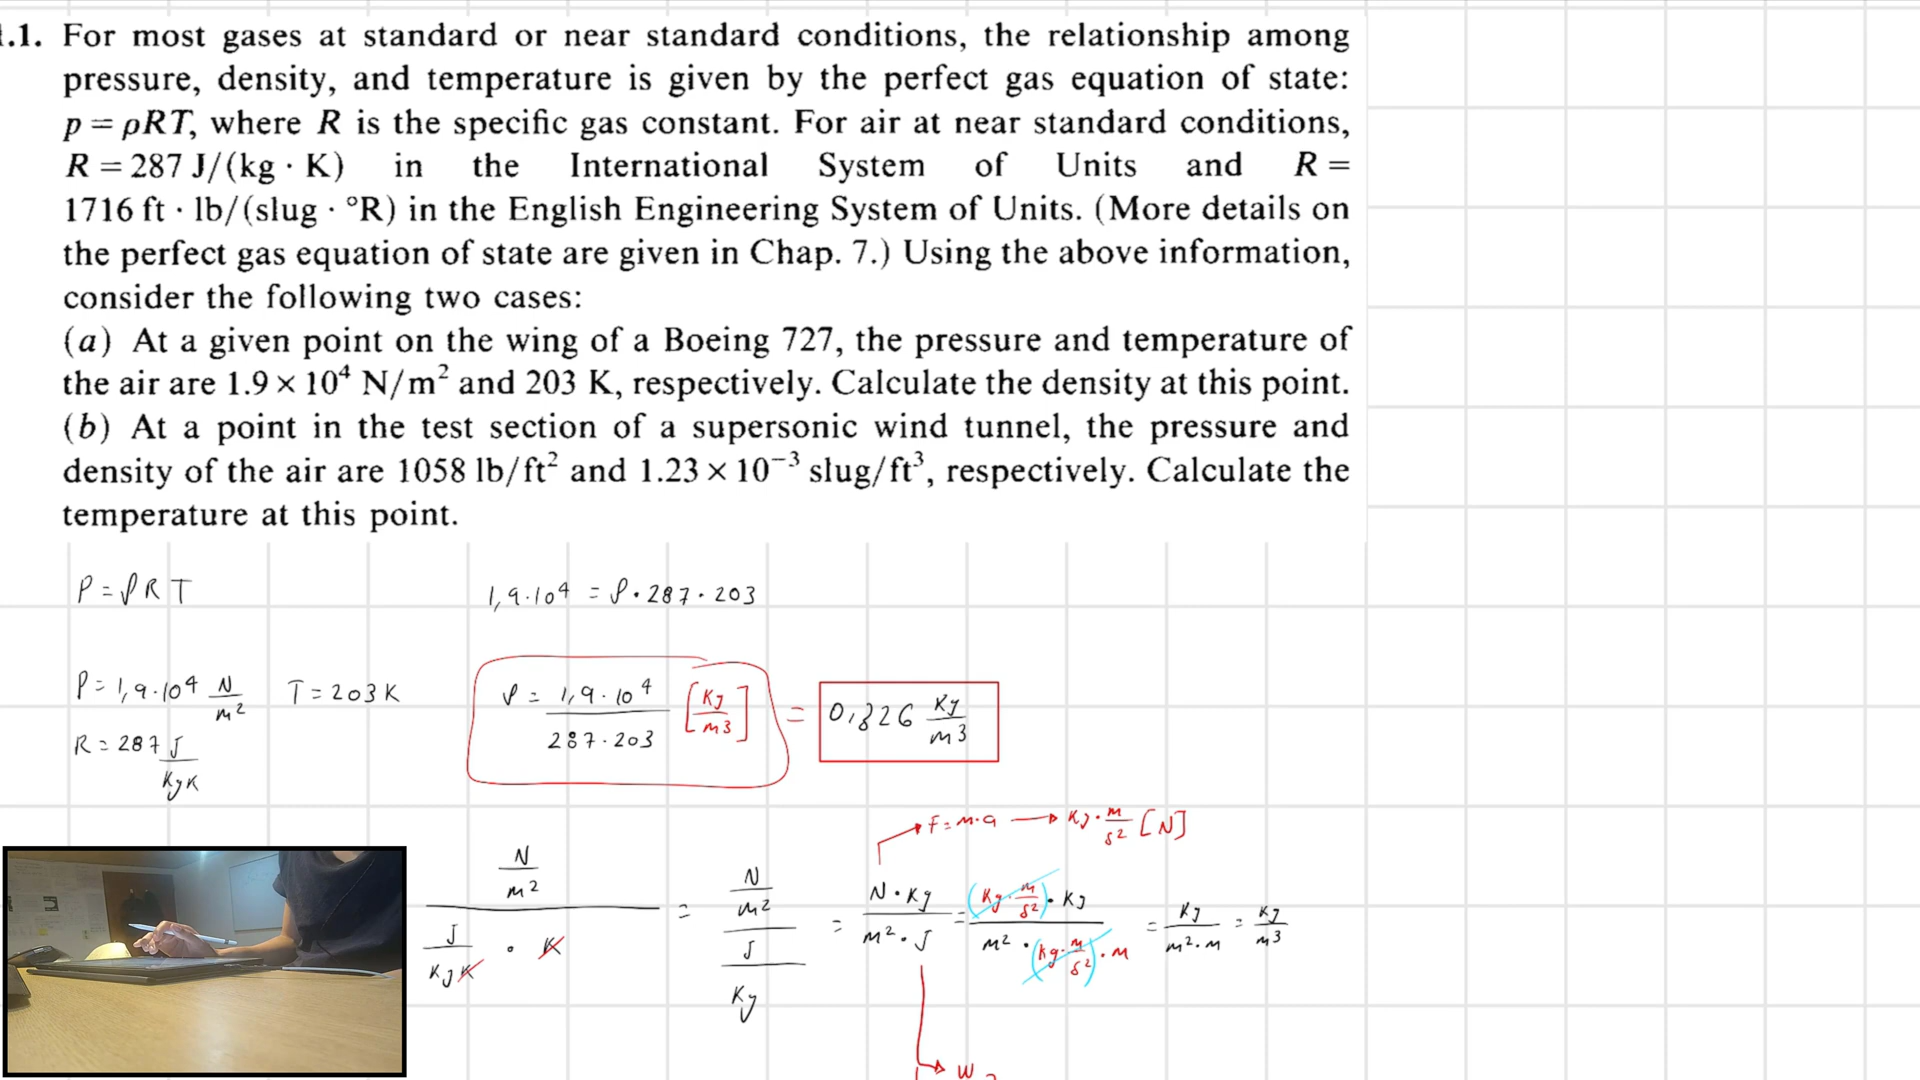 .1. For most gases at standard or near standard conditions, the relationship among
pressure, density, and temperature is given by the perfect gas equation of state:
p = ρRT, where R is the specific gas constant. For air at near standard conditions,
R = 287 J/(kg · K) in the International System of Units and R =
1716 ft · lb/(slug · °R) in the English Engineering System of Units. (More details on
the perfect gas equation of state are given in Chap. 7.) Using the above information,
consider the following two cases:
(a) At a given point on the wing of a Boeing 727, the pressure and temperature of
the air are 1.9 × 10⁴ N/m² and 203 K, respectively. Calculate the density at this point.
(b) At a point in the test section of a supersonic wind tunnel, the pressure and
density of the air are 1058 lb/ft² and 1.23 × 10⁻³ slug/ft³, respectively. Calculate the
temperature at this point.
P = ρRT
1,9·10⁴ = ρ·287·203
P = 1,9·10⁴ N/m² T = 203 K
R = 287 J/KgK
ρ = 1,9·10⁴/287·203 [Kg/m³] = 0,326 Kg/m³
F = m·a → Kg·m/s² [N]
N/m² / J/KgK · K = N/m² / J/Kg = N·Kg/m²·J = (Kg·m/s²)·Kg / m²·(Kg·m/s²)·m = Kg/m²·m = Kg/m³
W